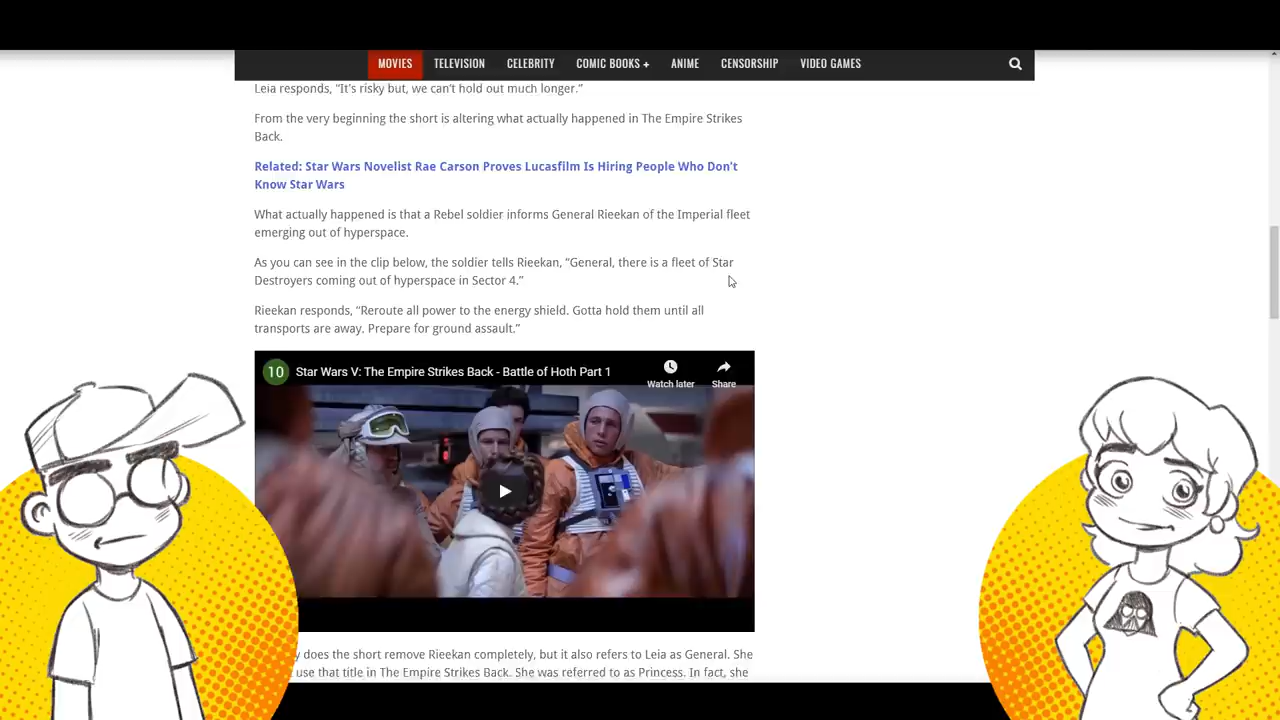 MOVIES TELEVISION CELEBRITY COMIC BOOKS + ANIME CENSORSHIP VIDEO GAMES
Leia responds, “It’s risky but, we can’t hold out much longer.”
From the very beginning the short is altering what actually happened in The Empire Strikes
Back.
Related: Star Wars Novelist Rae Carson Proves Lucasfilm Is Hiring People Who Don’t
Know Star Wars
What actually happened is that a Rebel soldier informs General Rieekan of the Imperial fleet
emerging out of hyperspace.
As you can see in the clip below, the soldier tells Rieekan, “General, there is a fleet of Star
Destroyers coming out of hyperspace in Sector 4.”
Rieekan responds, “Reroute all power to the energy shield. Gotta hold them until all
transports are away. Prepare for ground assault.”
10 Star Wars V: The Empire Strikes Back - Battle of Hoth Part 1
Watch later Share
does the short remove Rieekan completely, but it also refers to Leia as General. She
use that title in The Empire Strikes Back. She was referred to as Princess. In fact, she